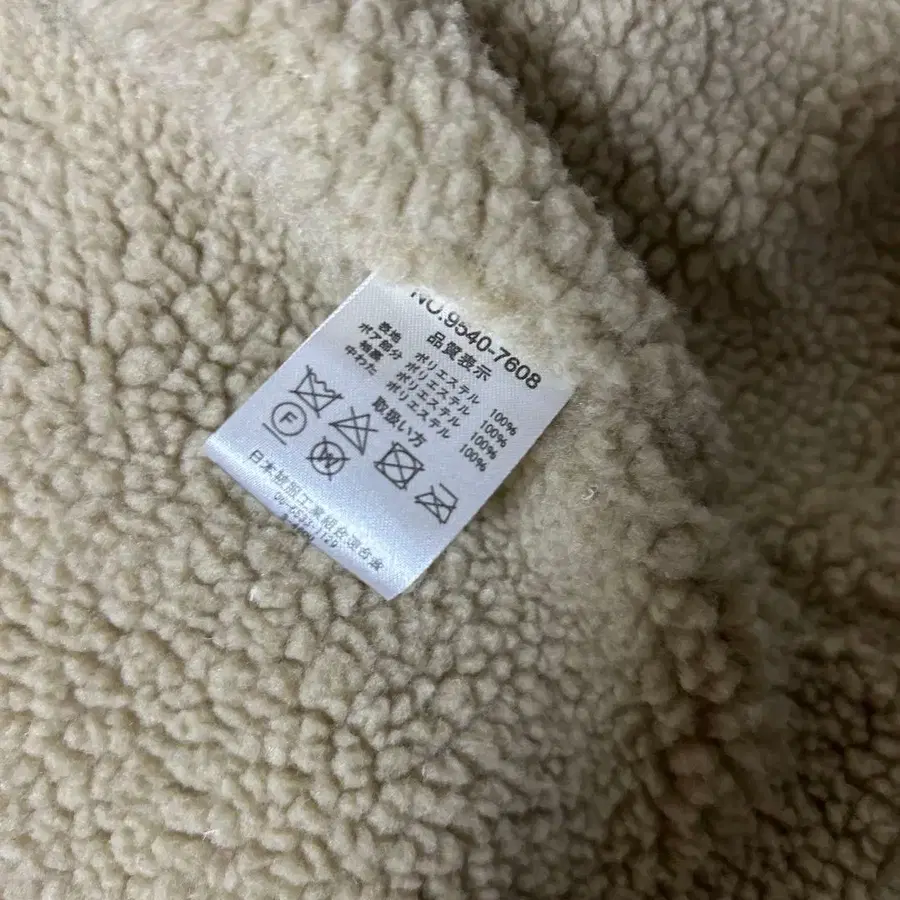 NO.9540-7608
品質表示
表地 ポリエステル 100%
ボア部分 ポリエステル 100%
袖裏 ポリエステル 100%
中わた ポリエステル 100%
取扱い方
F
W
日本被服工業組合連合会